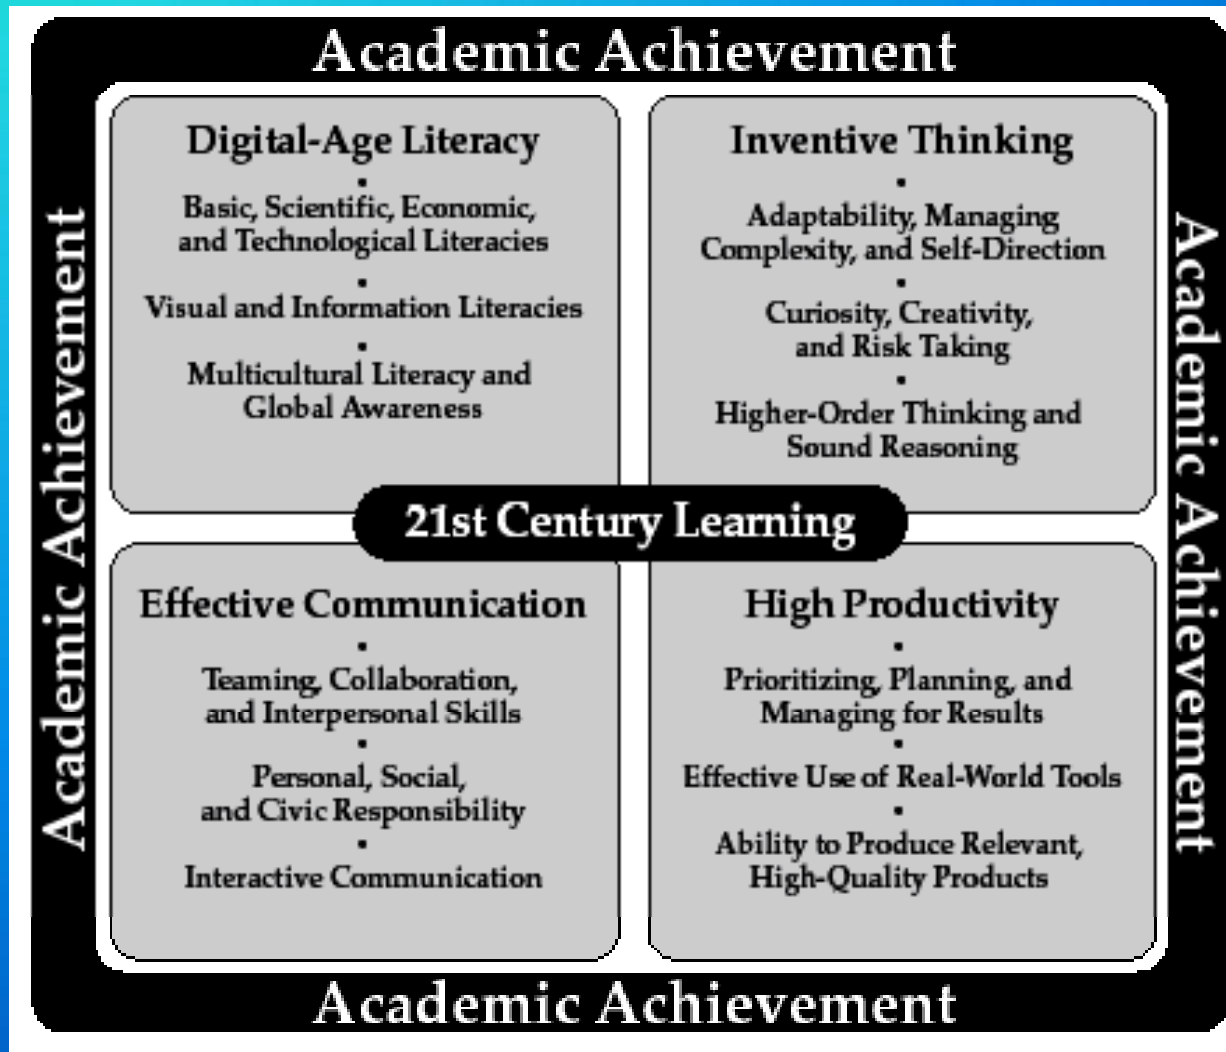 Academic Achievement
Academic Achievement
Digital-Age Literacy
•
Basic, Scientific, Economic,
and Technological Literacies
•
Visual and Information Literacies
•
Multicultural Literacy and
Global Awareness
Inventive Thinking
•
Adaptability, Managing
Complexity, and Self-Direction
•
Curiosity, Creativity,
and Risk Taking
•
Higher-Order Thinking and
Sound Reasoning
Academic Achievement
21st Century Learning
Effective Communication
•
Teaming, Collaboration,
and Interpersonal Skills
•
Personal, Social,
and Civic Responsibility
•
Interactive Communication
High Productivity
•
Prioritizing, Planning, and
Managing for Results
•
Effective Use of Real-World Tools
•
Ability to Produce Relevant,
High-Quality Products
Academic Achievement